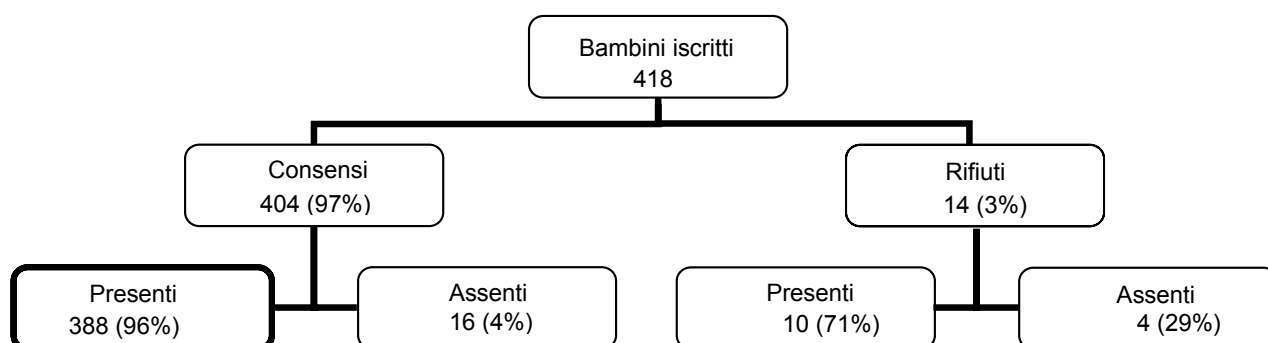 Bambini iscritti
418
Consensi
404 (97%)
Rifiuti
14 (3%)
Presenti
388 (96%)
Assenti
16 (4%)
Presenti
10 (71%)
Assenti
4 (29%)